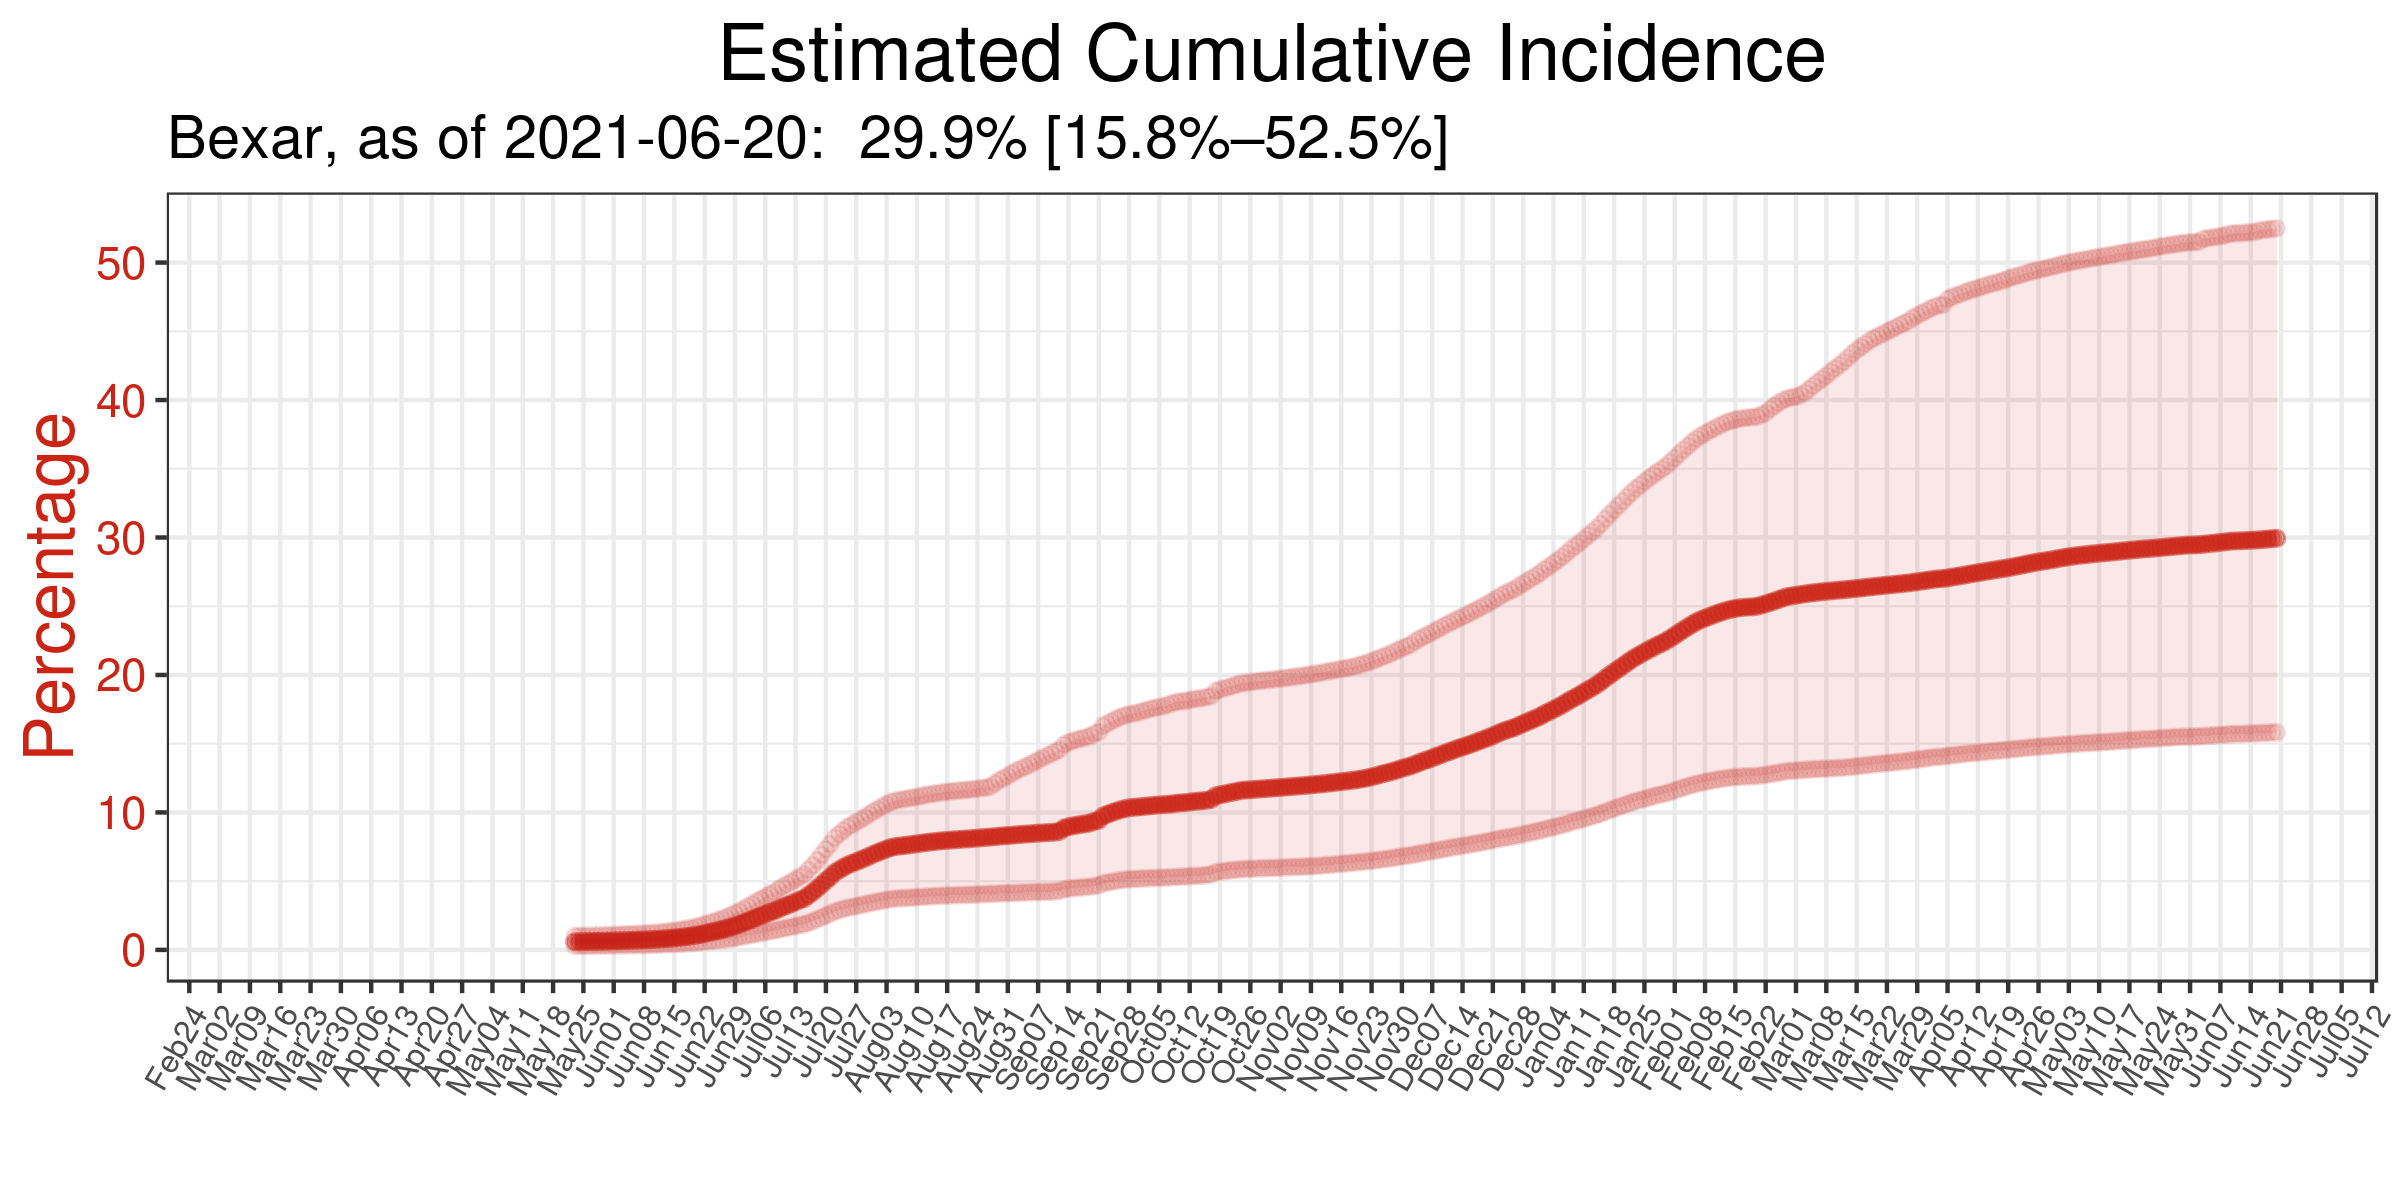 Estimated Cumulative Incidence
Bexar, as of 2021-06-20:  29.9% [15.8%–52.5%]
Percentage
50
40
30
20
10
0
Feb24
Mar02
Mar09
Mar16
Mar23
Mar30
Apr06
Apr13
Apr20
Apr27
May04
May11
May18
May25
Jun01
Jun08
Jun15
Jun22
Jun29
Jul06
Jul13
Jul20
Jul27
Aug03
Aug10
Aug17
Aug24
Aug31
Sep07
Sep14
Sep21
Sep28
Oct05
Oct12
Oct19
Oct26
Nov02
Nov09
Nov16
Nov23
Nov30
Dec07
Dec14
Dec21
Dec28
Jan04
Jan11
Jan18
Jan25
Feb01
Feb08
Feb15
Feb22
Mar01
Mar08
Mar15
Mar22
Mar29
Apr05
Apr12
Apr19
Apr26
May03
May10
May17
May24
May31
Jun07
Jun14
Jun21
Jun28
Jul05
Jul12